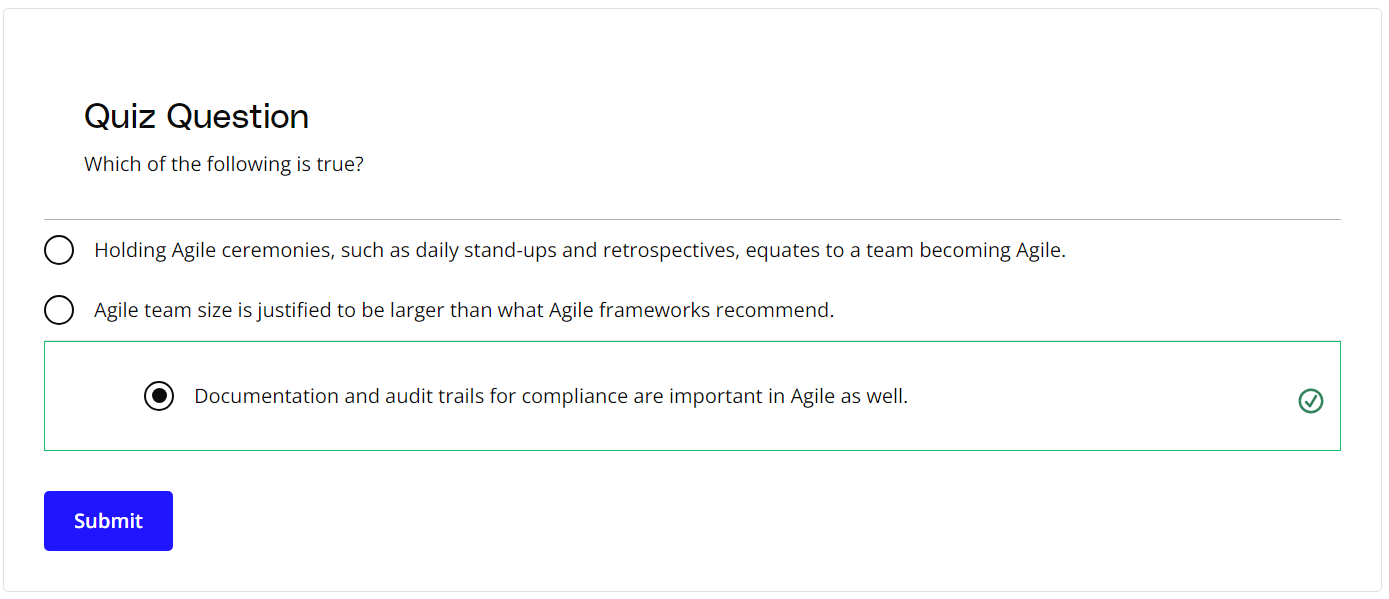 Quiz Question
Which of the following is true?
Holding Agile ceremonies, such as daily stand-ups and retrospectives, equates to a team becoming Agile.
Agile team size is justified to be larger than what Agile frameworks recommend.
Documentation and audit trails for compliance are important in Agile as well.
Submit